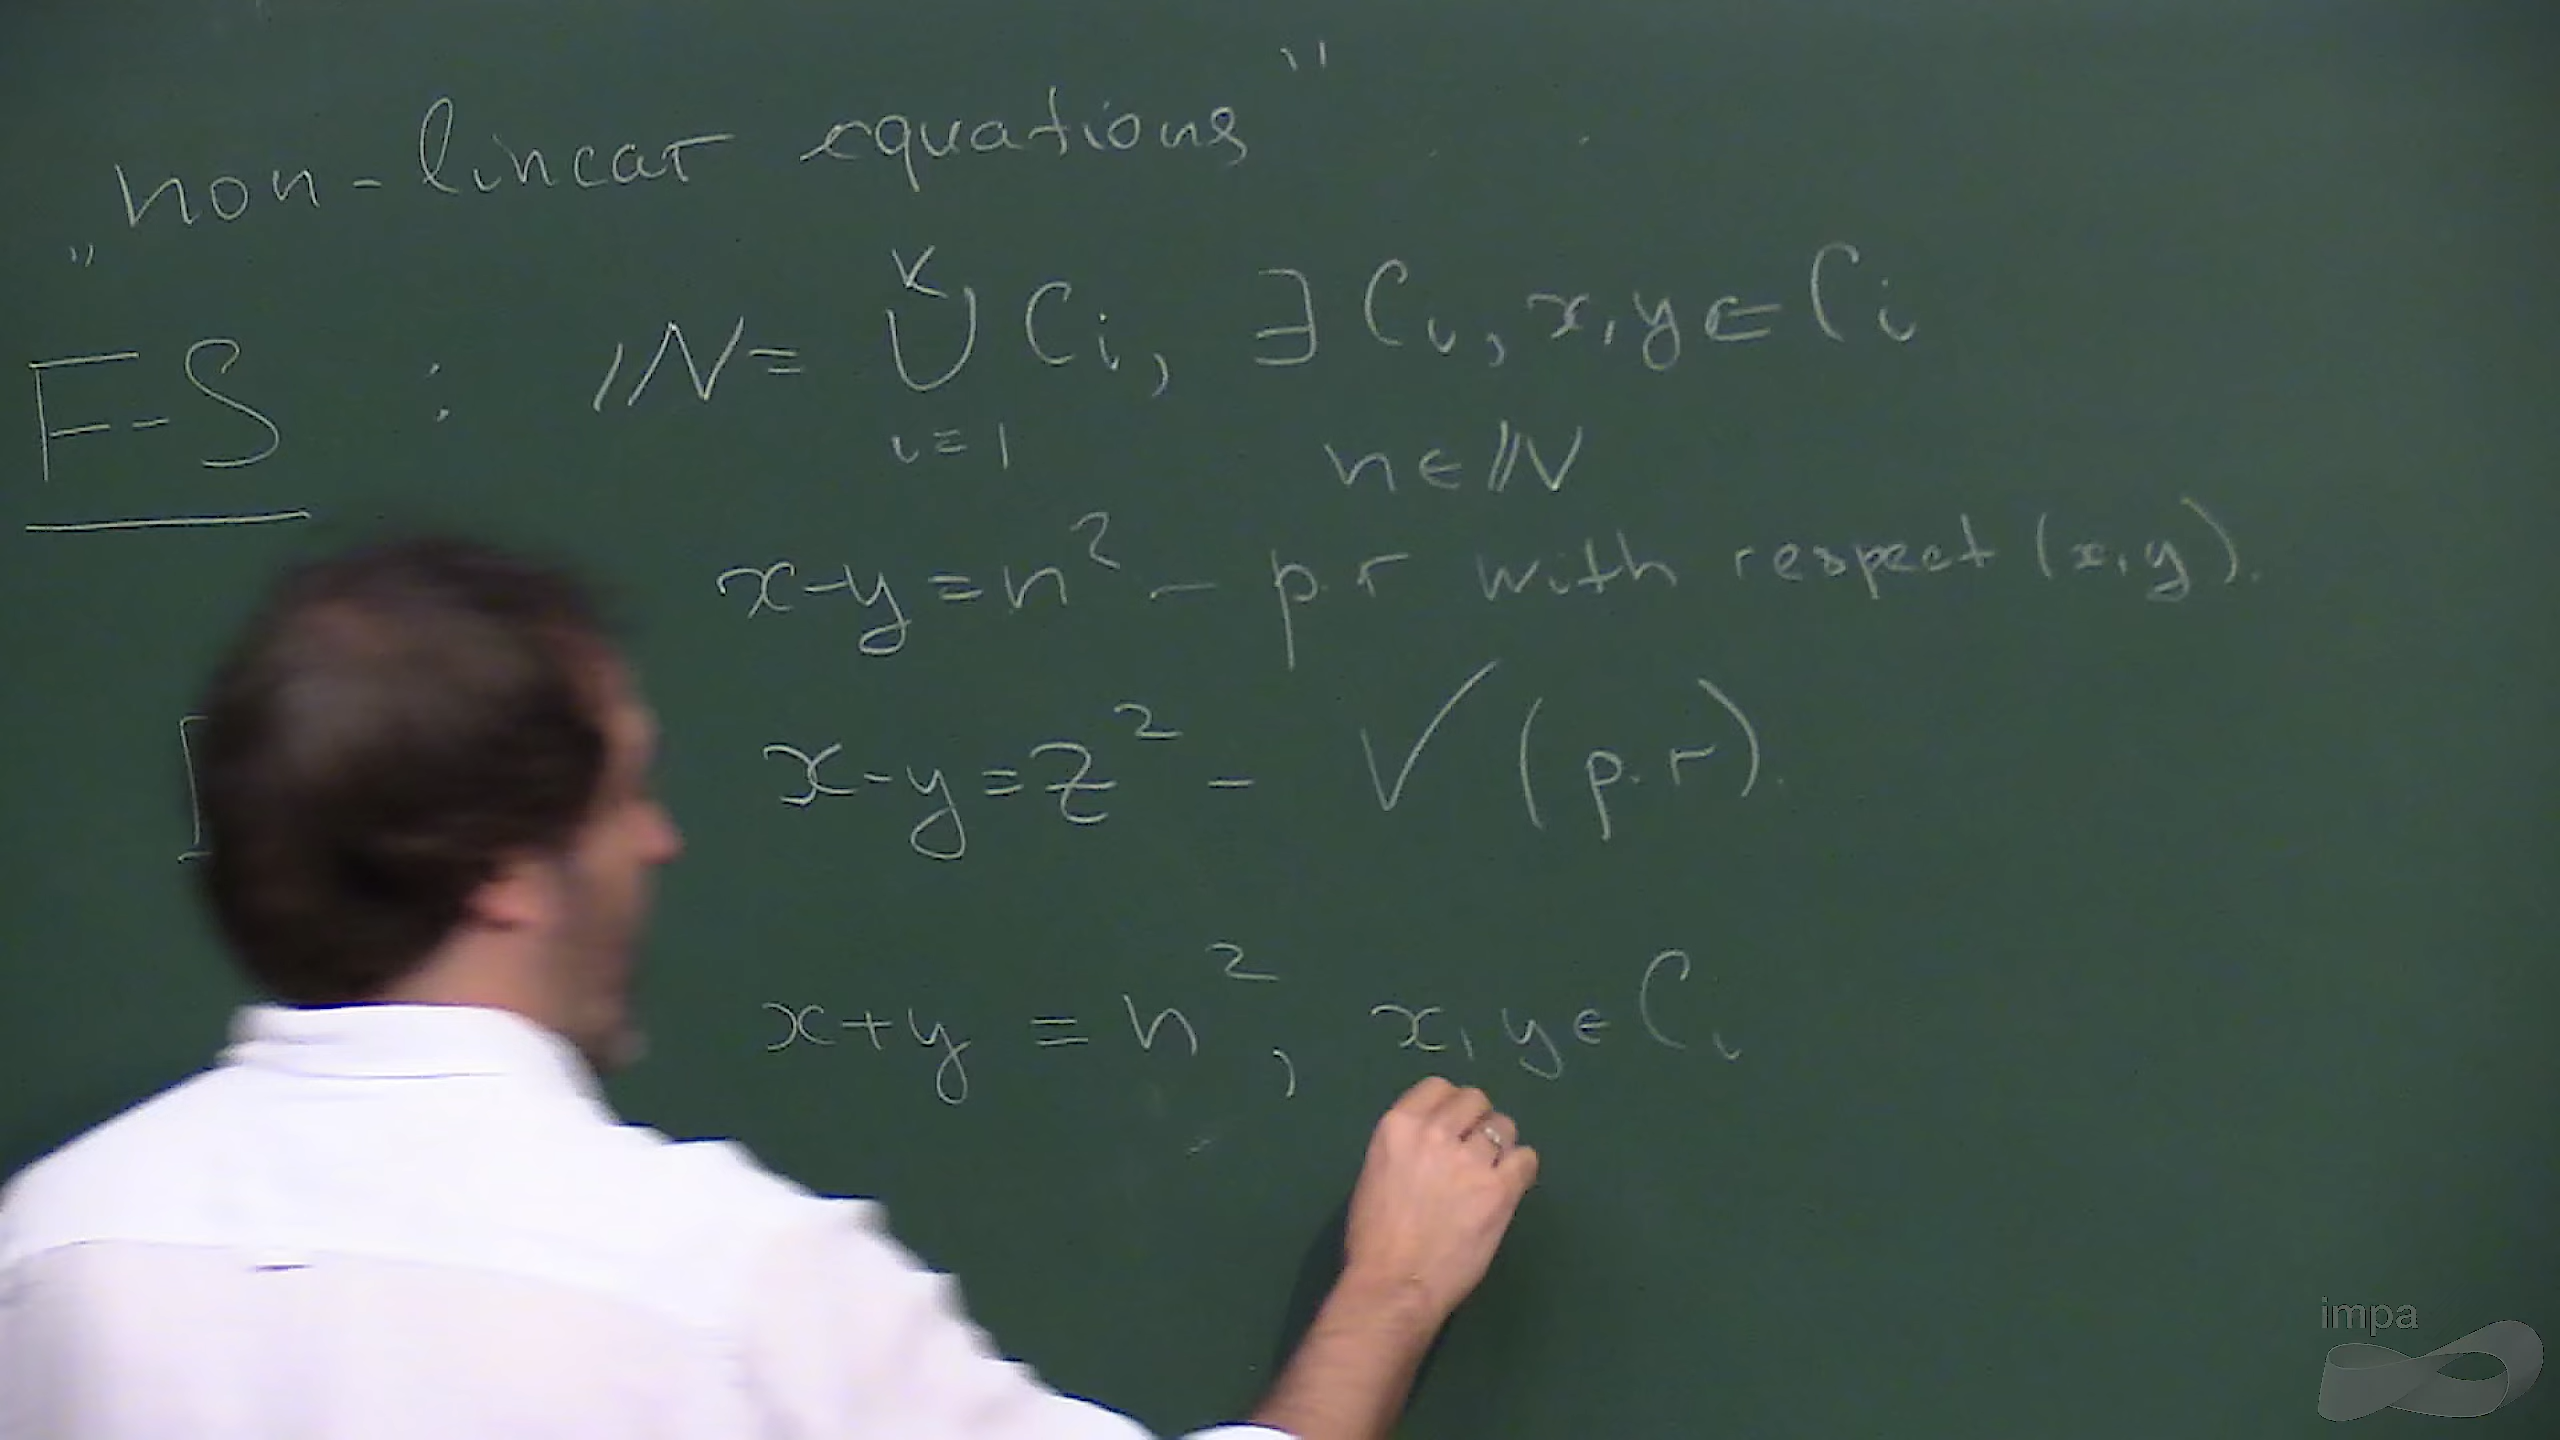 „non-linear equations"
F-S : ℕ = ⋃_{i=1}^{K} C_i, ∃ C_i, x, y ∈ C_i
n ∈ ℕ
x-y = n² - p.r with respect (x,y).
x-y = z² - ✓ (p.r).
x+y = n², x, y ∈ C_i
impa